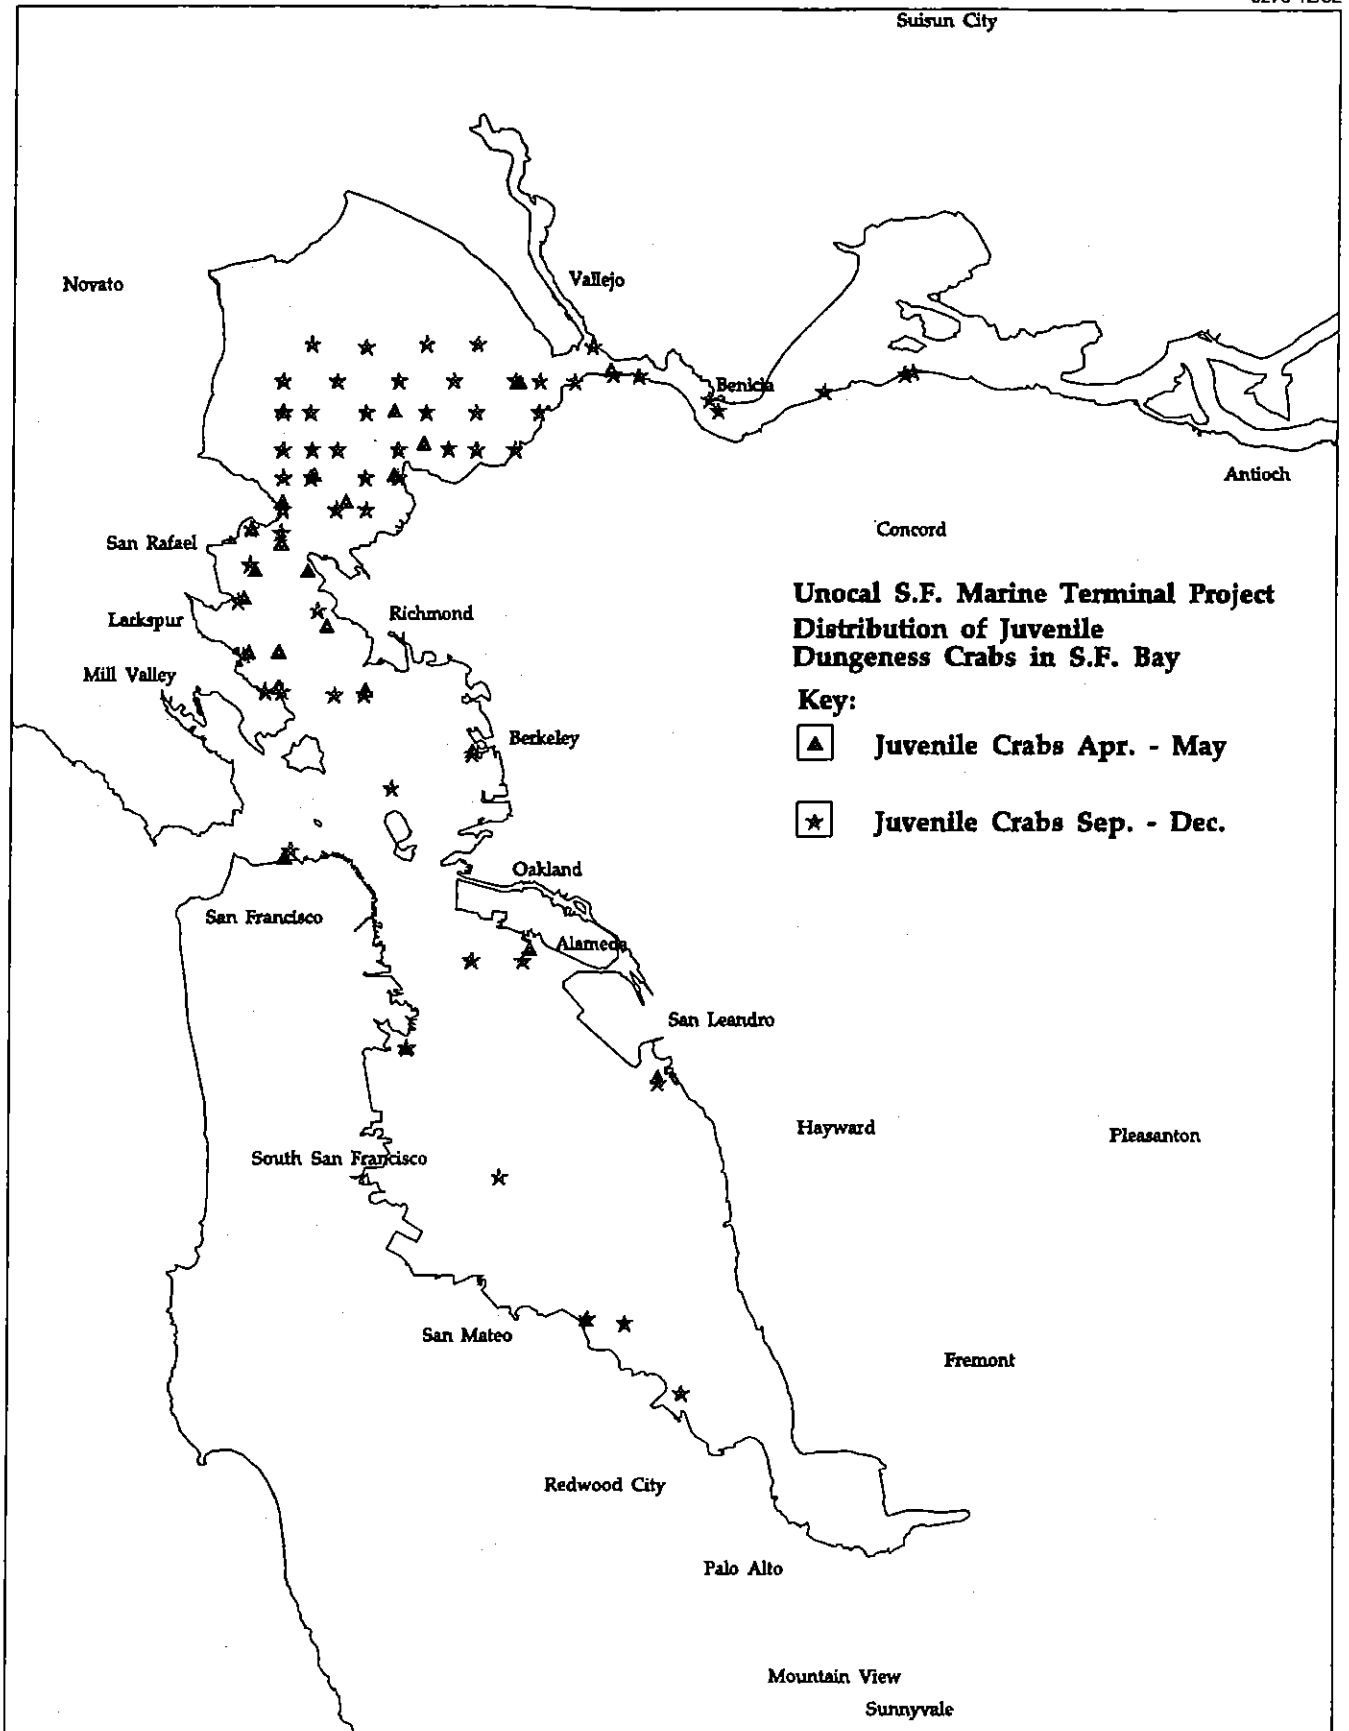 Suisun City
Novato
Vallejo
Benicia
Antioch
San Rafael
Concord
Unocal S.F. Marine Terminal Project
Distribution of Juvenile
Dungeness Crabs in S.F. Bay
Larkspur
Richmond
Mill Valley
Key:
Juvenile Crabs Apr. - May
Berkeley
Juvenile Crabs Sep. - Dec.
Oakland
San Francisco
Alameda
San Leandro
Hayward
Pleasanton
South San Francisco
San Mateo
Fremont
Redwood City
Palo Alto
Mountain View
Sunnyvale